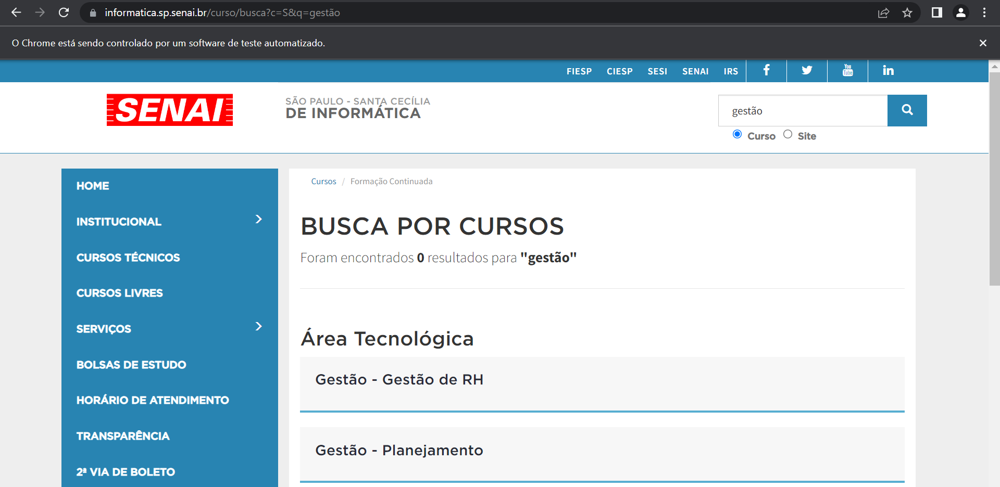 informatica.sp.senai.br/curso/busca?c=S&q=gestão
O Chrome está sendo controlado por um software de teste automatizado.
FIESP CIESP SESI SENAI IRS You Tube
SENAI
SÃO PAULO - SANTA CECÍLIA
DE INFORMÁTICA
gestão
Curso Site
HOME
INSTITUCIONAL
CURSOS TÉCNICOS
CURSOS LIVRES
SERVIÇOS
BOLSAS DE ESTUDO
HORÁRIO DE ATENDIMENTO
TRANSPARÊNCIA
2ª VIA DE BOLETO
Cursos / Formação Continuada
BUSCA POR CURSOS
Foram encontrados 0 resultados para "gestão"
Área Tecnológica
Gestão - Gestão de RH
Gestão - Planejamento